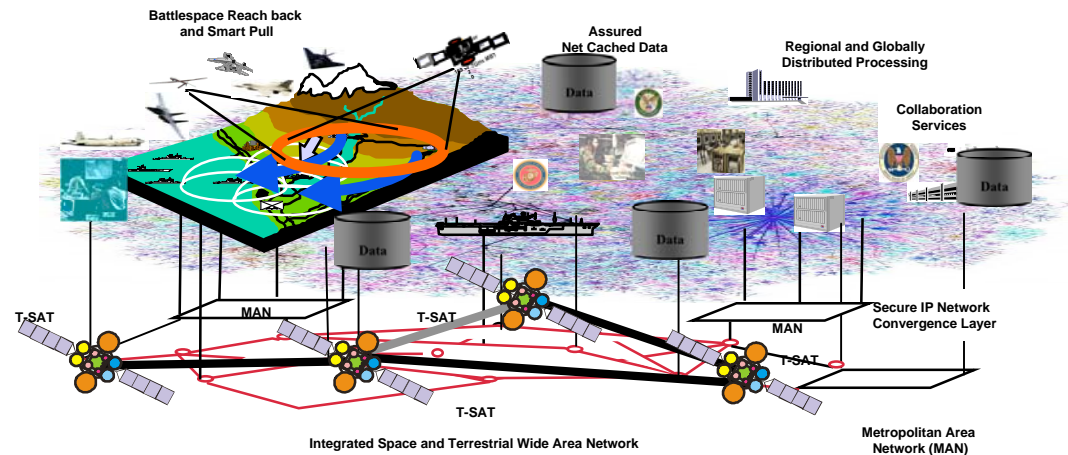 Battlespace Reach back
and Smart Pull
Assured
Net Cached Data
Regional and Globally
Distributed Processing
Collaboration
Services
Data
Data
Data
Data
T-SAT
MAN
T-SAT
MAN
Secure IP Network
Convergence Layer
T-SAT
T-SAT
Integrated Space and Terrestrial Wide Area Network
Metropolitan Area
Network (MAN)